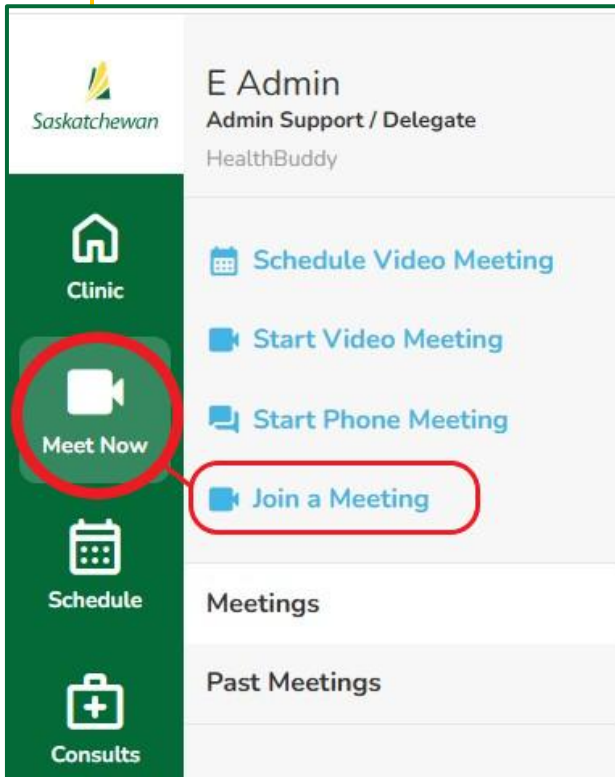 Saskatchewan
E Admin
Admin Support / Delegate
HealthBuddy
Clinic
Meet Now
Schedule
Consults
Schedule Video Meeting
Start Video Meeting
Start Phone Meeting
Join a Meeting
Meetings
Past Meetings